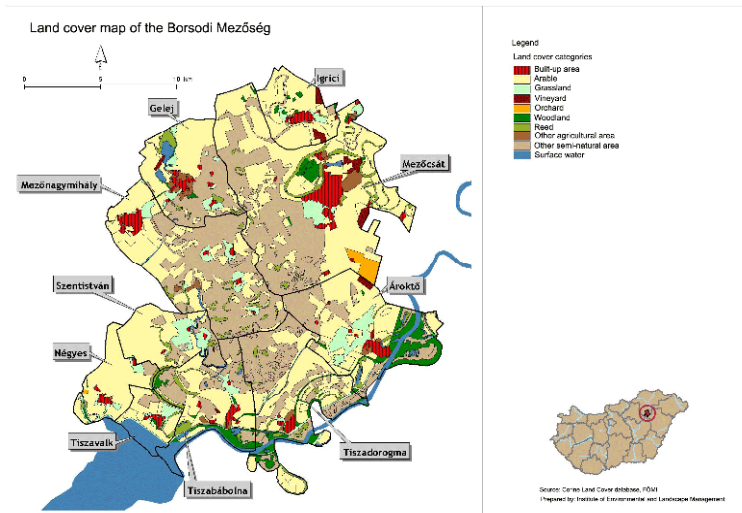 Land cover map of the Borsodi Mezőség
0 5 10 km
Igrici
Gelej
Mezőcsát
Mezőnagymihály
Szentistván
Ároktő
Négyes
Tiszavalk
Tiszadorogma
Tiszabábolna
Legend
Land cover categories
Built-up area
Arable
Grassland
Vineyard
Orchard
Woodland
Reed
Other agricultural area
Other semi-natural area
Surface water
Source: Corine Land Cover database, FÖMI
Prepared by: Institute of Environmental and Landscape Management